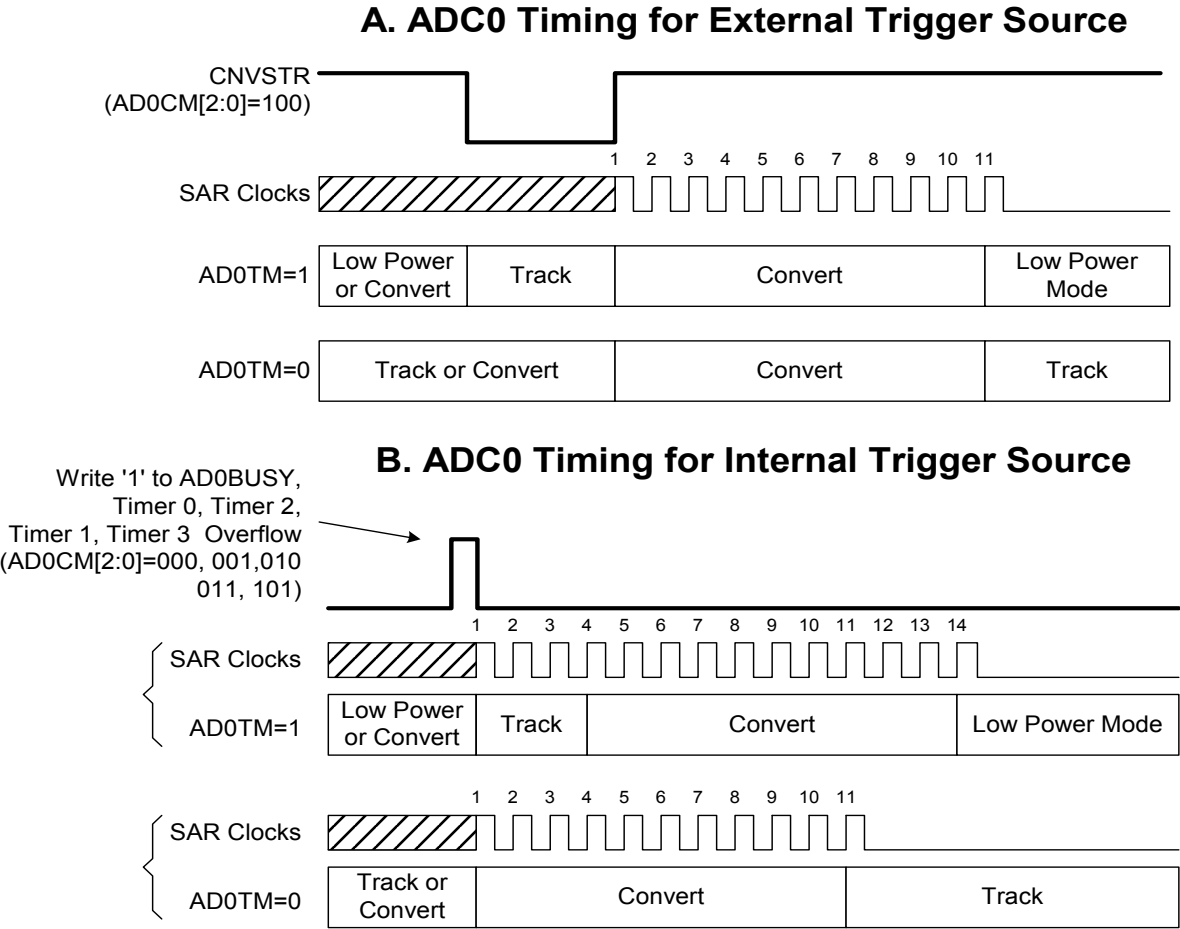 A. ADC0 Timing for External Trigger Source
CNVSTR
(AD0CM[2:0]=100)
1 2 3 4 5 6 7 8 9 10 11
SAR Clocks
AD0TM=1
Low Power
or Convert
Track
Convert
Low Power
Mode
AD0TM=0
Track or Convert
Convert
Track
B. ADC0 Timing for Internal Trigger Source
Write '1' to AD0BUSY,
Timer 0, Timer 2,
Timer 1, Timer 3 Overflow
(AD0CM[2:0]=000, 001,010
011, 101)
1 2 3 4 5 6 7 8 9 10 11 12 13 14
SAR Clocks
AD0TM=1
Low Power
or Convert
Track
Convert
Low Power Mode
1 2 3 4 5 6 7 8 9 10 11
SAR Clocks
AD0TM=0
Track or
Convert
Convert
Track